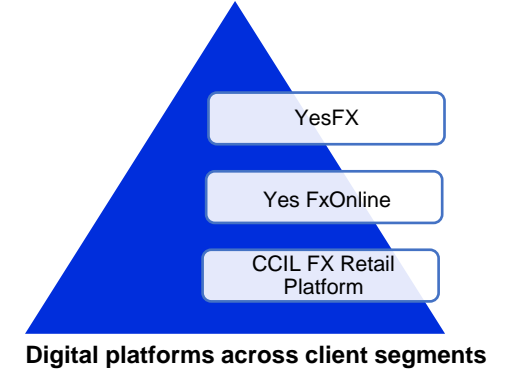 YesFX
Yes FxOnline
CCIL FX Retail
Platform
Digital platforms across client segments